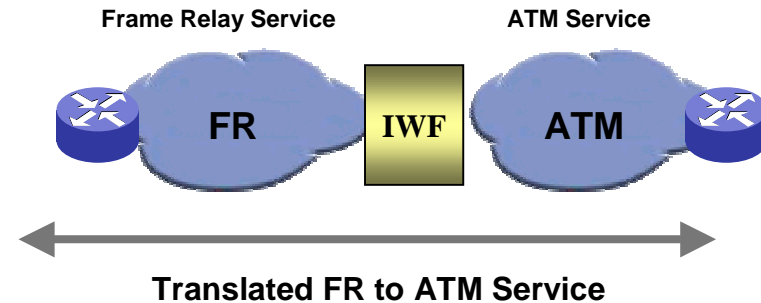 Frame Relay Service
ATM Service
FR
IWF
ATM
Translated FR to ATM Service